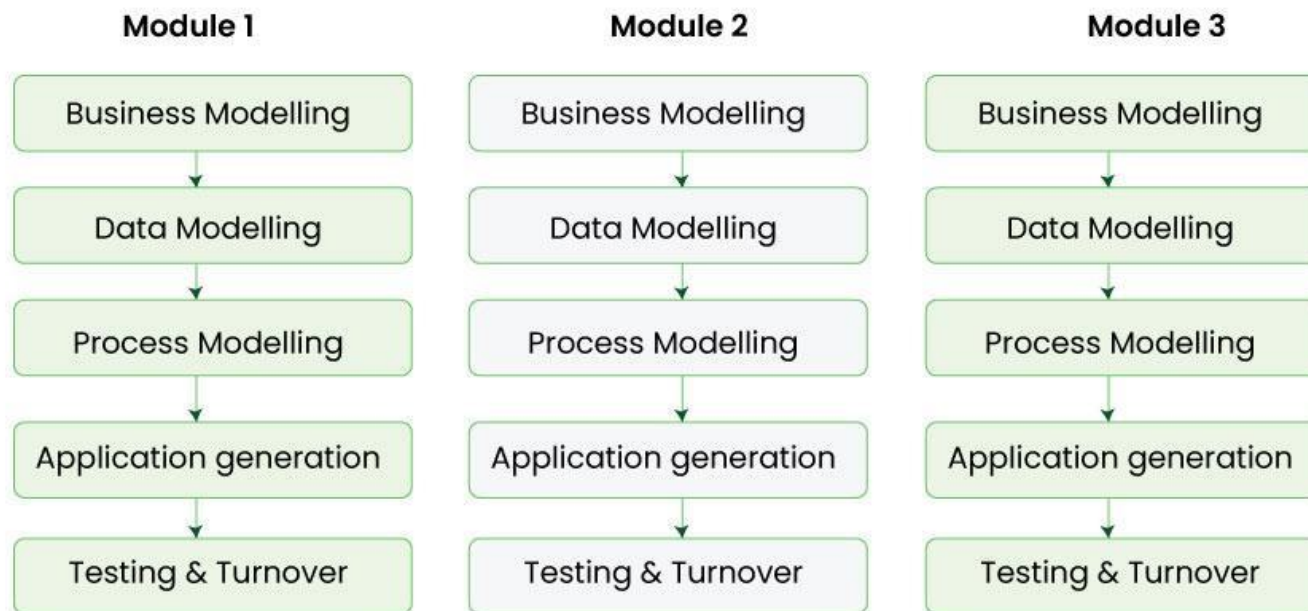 Module 1
Business Modelling
Data Modelling
Process Modelling
Application generation
Testing & Turnover
Module 2
Business Modelling
Data Modelling
Process Modelling
Application generation
Testing & Turnover
Module 3
Business Modelling
Data Modelling
Process Modelling
Application generation
Testing & Turnover